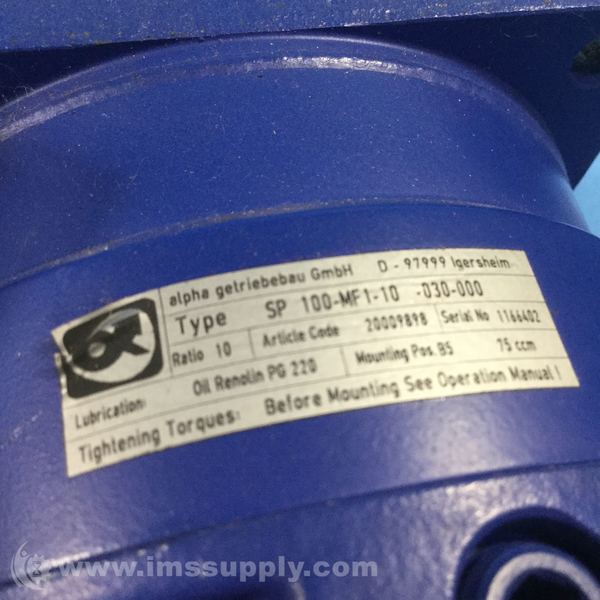 alpha getriebebau GmbH D - 97999 Igersheim
Type SP 100-MF1-10 -030-000
Ratio 10 Article Code 20009898 Serial No 1166402
Lubrication: Oil Renolin PG 220 Mounting Pos. B5 75 ccm
Tightening Torques: Before Mounting See Operation Manual!
www.imssupply.com